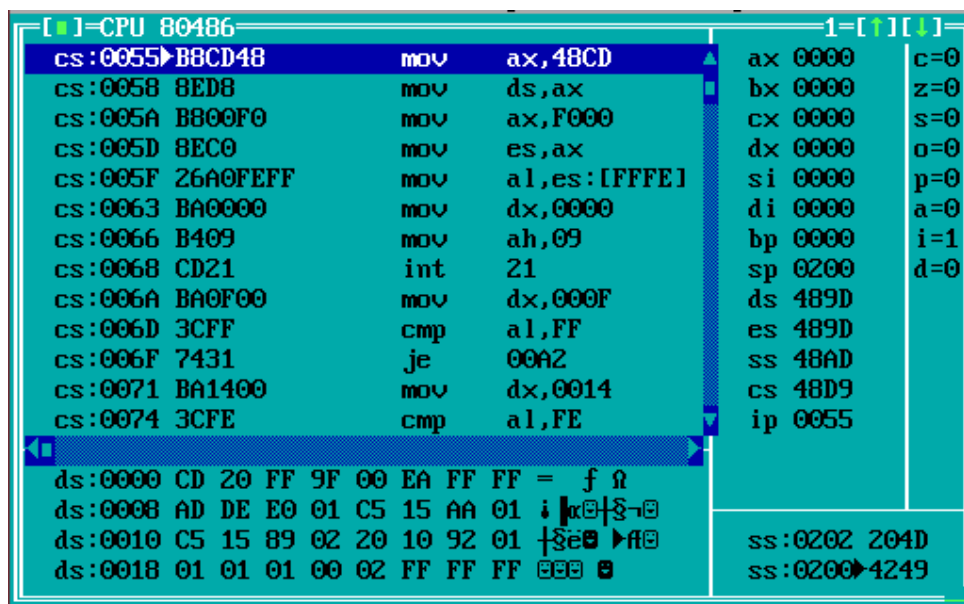 [■]=CPU 80486 1=[↑][↓]
cs:0055►B8CD48 mov ax,48CD ax 0000 c=0
cs:0058 8ED8 mov ds,ax bx 0000 z=0
cs:005A B800F0 mov ax,F000 cx 0000 s=0
cs:005D 8EC0 mov es,ax dx 0000 o=0
cs:005F 26A0FEFF mov al,es:[FFFE] si 0000 p=0
cs:0063 BA0000 mov dx,0000 di 0000 a=0
cs:0066 B409 mov ah,09 bp 0000 i=1
cs:0068 CD21 int 21 sp 0200 d=0
cs:006A BA0F00 mov dx,000F ds 489D
cs:006D 3CFF cmp al,FF es 489D
cs:006F 7431 je 00A2 ss 48AD
cs:0071 BA1400 mov dx,0014 cs 48D9
cs:0074 3CFE cmp al,FE ip 0055
ds:0000 CD 20 FF 9F 00 EA FF FF = ƒ Ω
ds:0008 AD DE E0 01 C5 15 AA 01 ¡▐α☺┼§¬☺
ds:0010 C5 15 89 02 20 10 92 01 ┼§ë☻ ►Æ☺ ss:0202 204D
ds:0018 01 01 01 00 02 FF FF FF ☺☺☺ ☻ ss:0200►4249